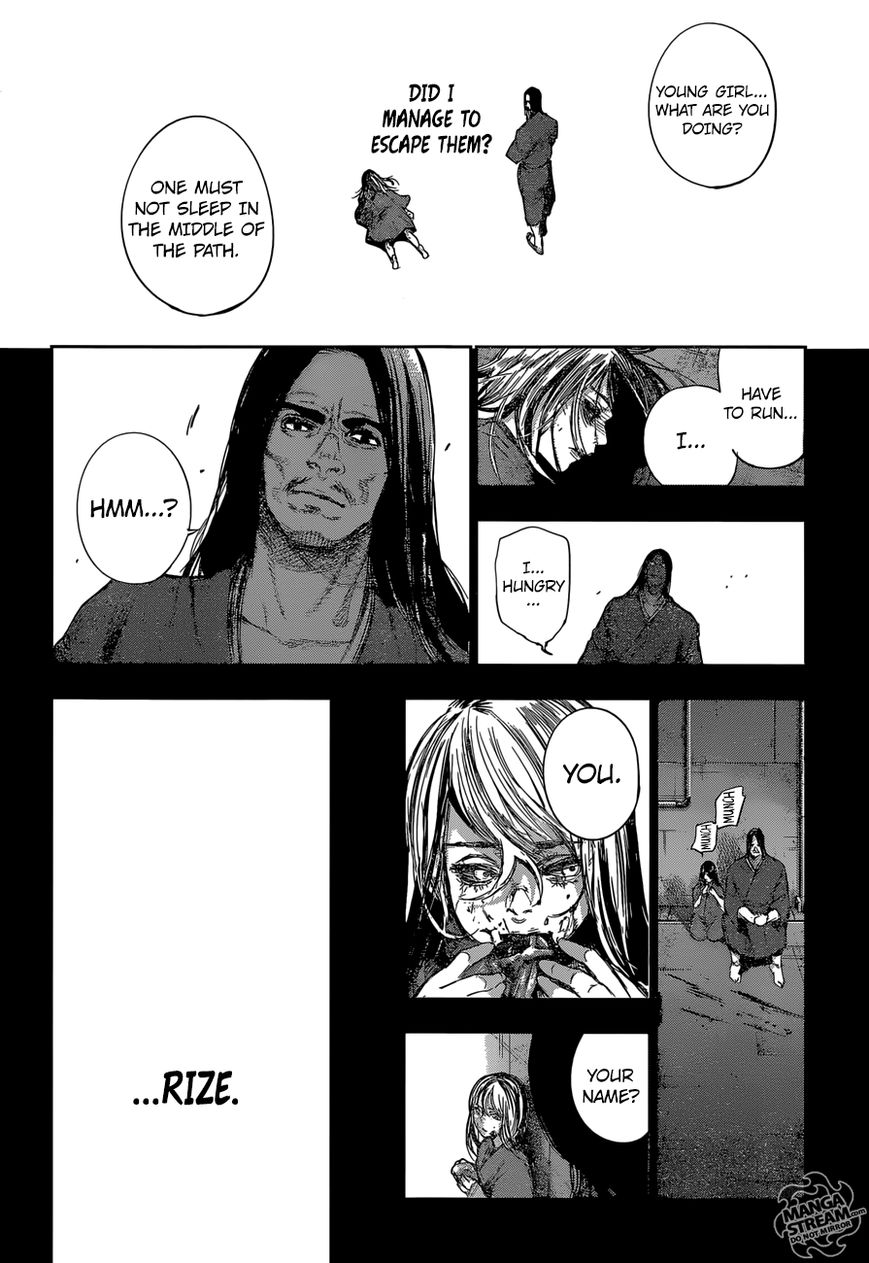 YOUNG GIRL...
WHAT ARE YOU
DOING?
DID I
MANAGE TO
ESCAPE THEM?
ONE MUST
NOT SLEEP IN
THE MIDDLE OF
THE PATH.
HAVE
TO RUN...
I...
HMM...?
I...
HUNGRY
...
MUNCH
MUNCH
YOU.
YOUR
NAME?
...RIZE.
MANGA
STREAM.com
DO NOT MIRROR